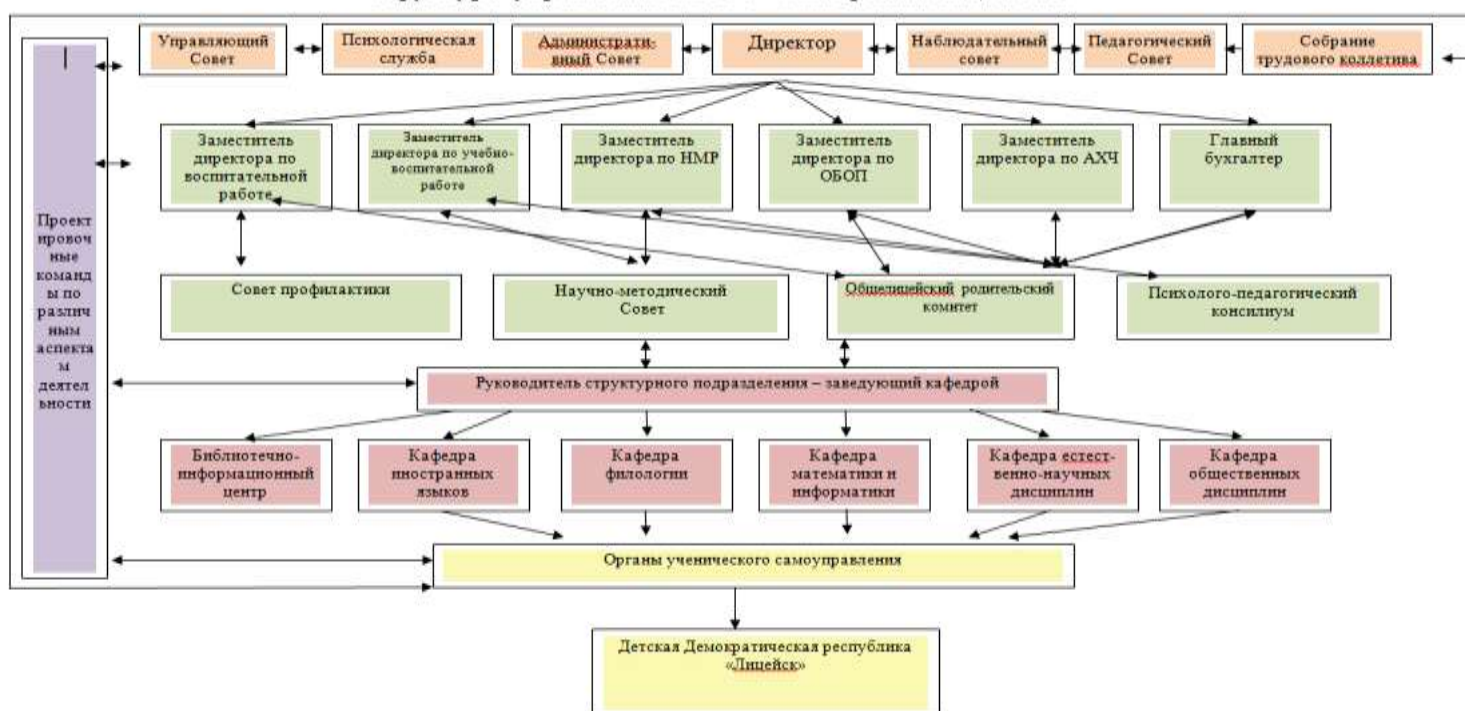 Управляющий
Совет
Психологическая
служба
Администрати-
вный Совет
Директор
Наблюдательный
совет
Педагогический
Совет
Собрание
трудового коллетива
Заместитель
директора по
воспитательной
работе
Заместитель
директора по учебно-
воспитательной
работе
Заместитель
директора по НМР
Заместитель
директора по
ОБОП
Заместитель
директора по АХЧ
Главный
бухгалтер
Проект
ировоч
ные
команд
ы по
различ
ным
аспекта
м
деятел
ьности
Совет профилактики
Научно-методический
Совет
Общелицейский родительский
комитет
Психолого-педагогический
консилиум
Руководитель структурного подразделения – заведующий кафедрой
Библиотечно-
информационный
центр
Кафедра
иностранных
языков
Кафедра
филологии
Кафедра
математики и
информатики
Кафедра естест-
венно-научных
дисциплин
Кафедра
общественных
дисциплин
Органы ученического самоуправления
Детская Демократическая республика
«Лицейск»